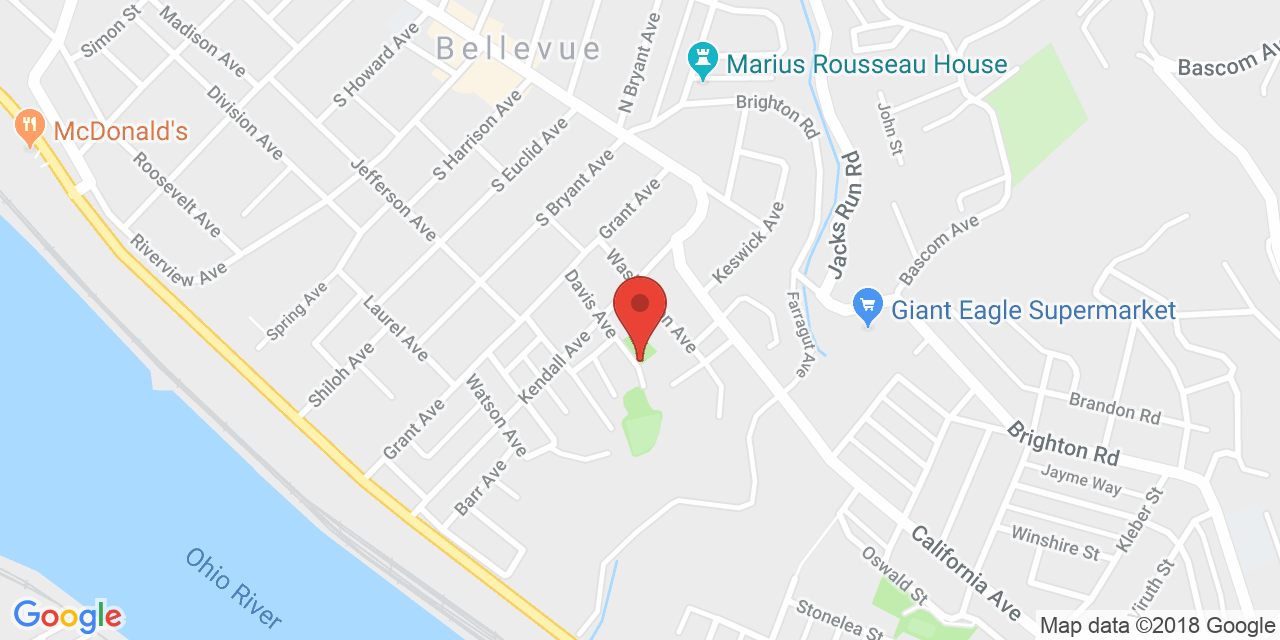 Simon St
Madison Ave
S Howard Ave
Bellevue
N Bryant Ave
Marius Rousseau House
Bascom Ave
McDonald's
Division Ave
S Harrison Ave
S Euclid Ave
Brighton Rd
John St
Roosevelt Ave
Jefferson Ave
S Bryant Ave
Grant Ave
Keswick Ave
Jacks Run Rd
Bascom Ave
Riverview Ave
Spring Ave
Davis Ave
Farragut Ave
Giant Eagle Supermarket
Laurel Ave
Shiloh Ave
Kendall Ave
Watson Ave
Grant Ave
Brandon Rd
Brighton Rd
Barr Ave
Jayme Way
Kleber St
Winshire St
California Ave
Oswald St
Ohio River
Stonelea St
Viruth St
Google
Map data ©2018 Google